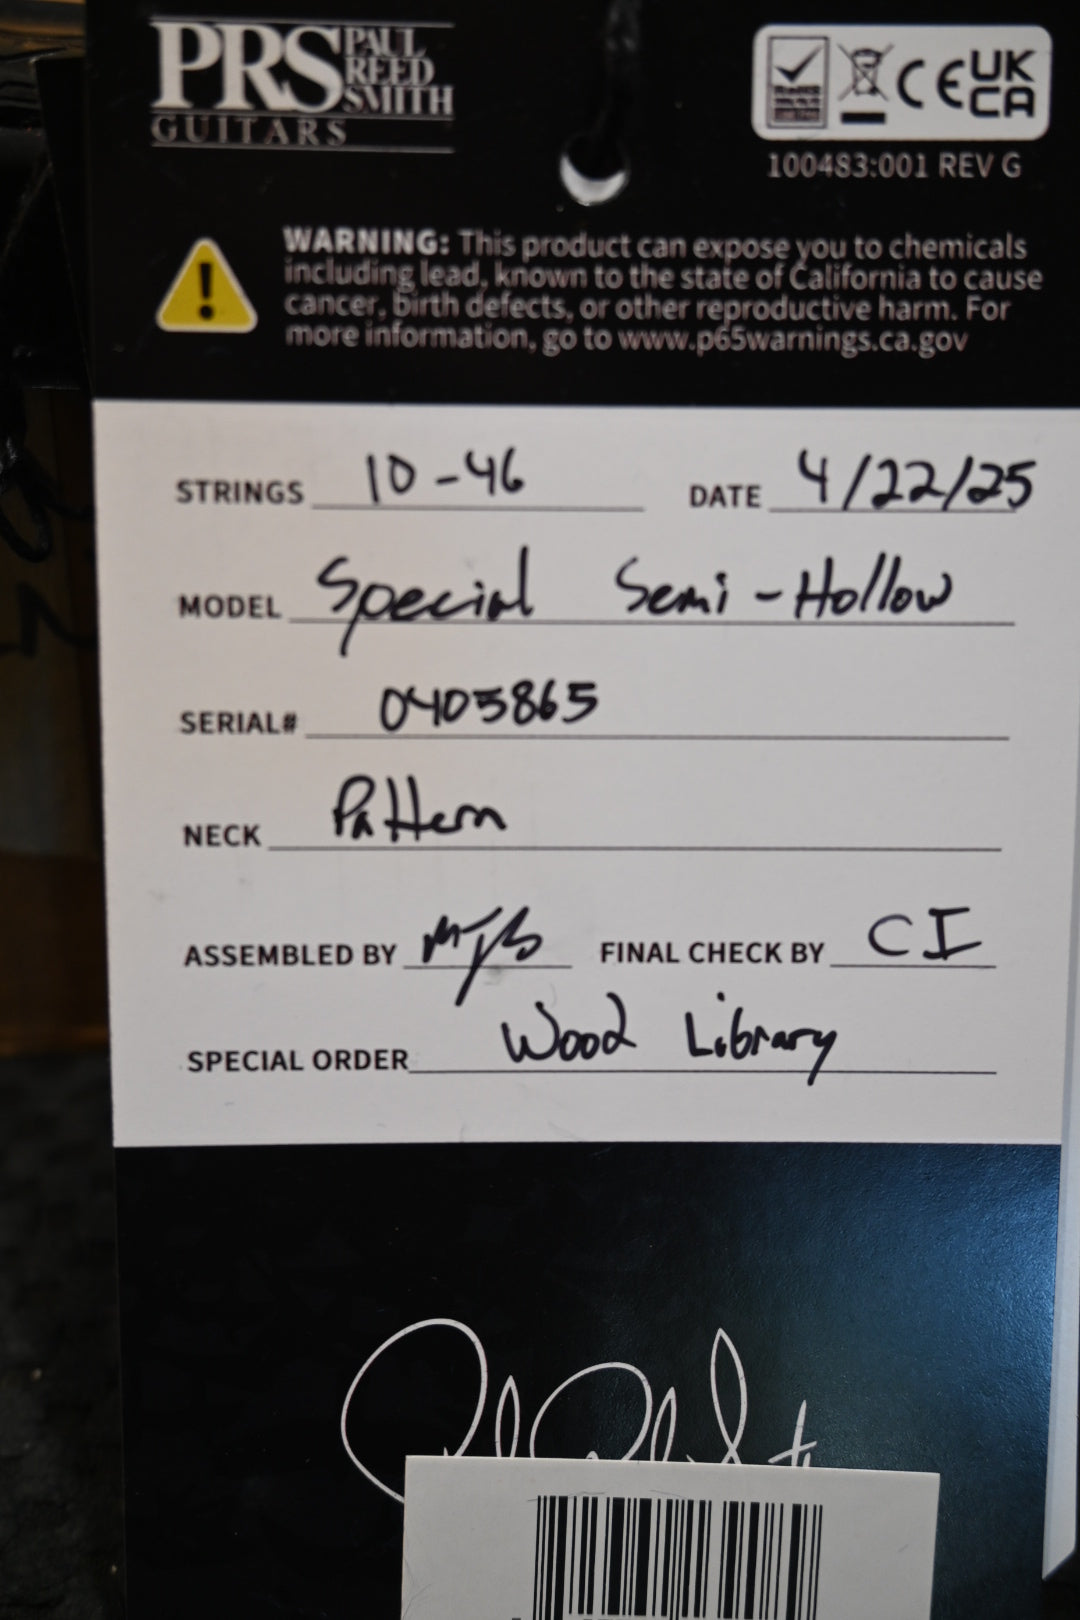 PRS PAUL REED SMITH
GUITARS
CE UK CA
100483:001 REV G
WARNING: This product can expose you to chemicals
including lead, known to the state of California to cause
cancer, birth defects, or other reproductive harm. For
more information, go to www.p65warnings.ca.gov
STRINGS 10-46 DATE 4/22/25
MODEL Special Semi-Hollow
SERIAL# 0405865
NECK Pattern
ASSEMBLED BY MJB FINAL CHECK BY CI
SPECIAL ORDER Wood Library